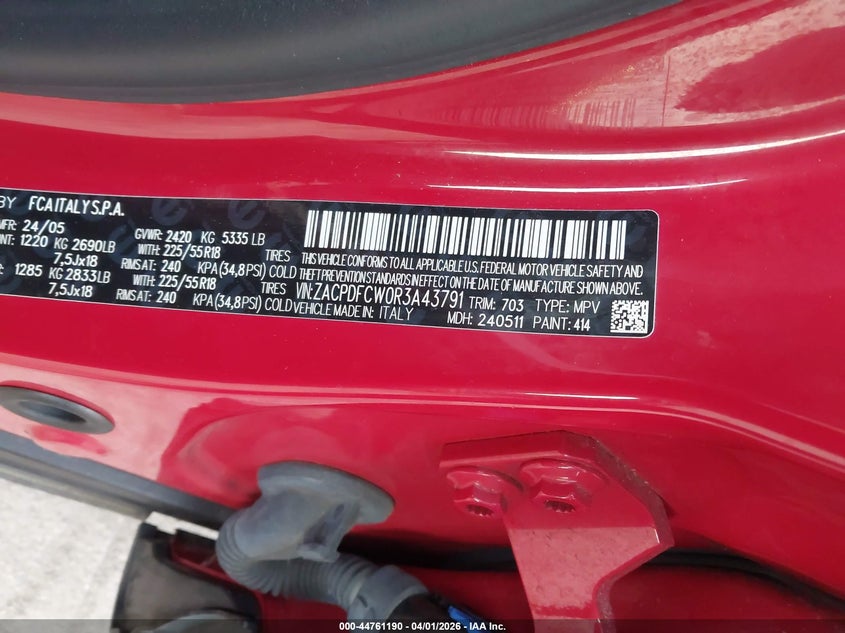 BY FCA ITALY S.P.A.
MFR: 24/05 GVWR: 2420 KG 5335 LB
NT: 1220 KG 2690LB WITH: 225/55R18 TIRES THIS VEHICLE CONFORMS TO ALL APPLICABLE U.S. FEDERAL MOTOR VEHICLE SAFETY AND
7,5Jx18 RIMS AT: 240 KPA (34,8PSI) COLD THEFT PREVENTION STANDARDS IN EFFECT ON THE DATE OF MANUFACTURE SHOWN ABOVE.
: 1285 KG 2833LB WITH: 225/55R18 TIRES VIN:ZACPDFCW0R3A43791 TRIM: 703 TYPE: MPV
7,5Jx18 RIMS AT: 240 KPA (34,8PSI) COLD VEHICLE MADE IN: ITALY MDH: 240511 PAINT: 414
000-44761190 - 04/01/2026 - IAA Inc.